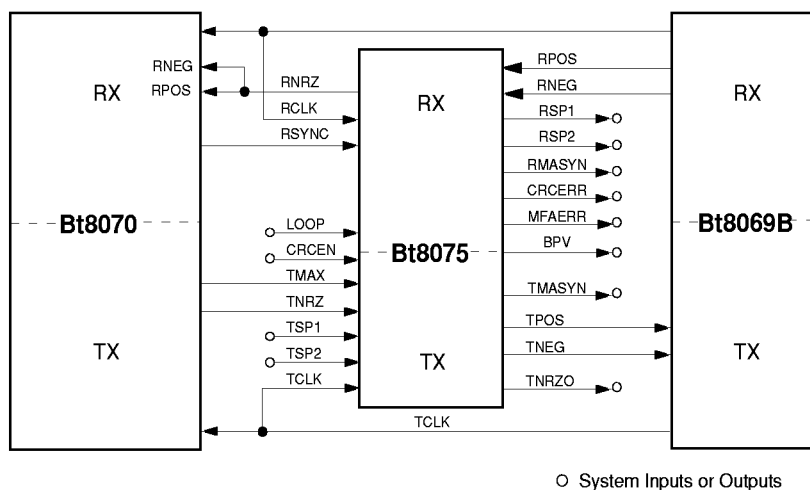 RNEG
RPOS
RX
RNRZ
RCLK
RSYNC
Bt8070
LOOP
CRCEN
TMAX
TNRZ
TSP1
TSP2
TCLK
TX
RX
Bt8075
TX
TCLK
RPOS
RNEG
RSP1
RSP2
RMASYN
CRCERR
MFAERR
BPV
TMASYN
TPOS
TNEG
TNRZO
RX
Bt8069B
TX
System Inputs or Outputs